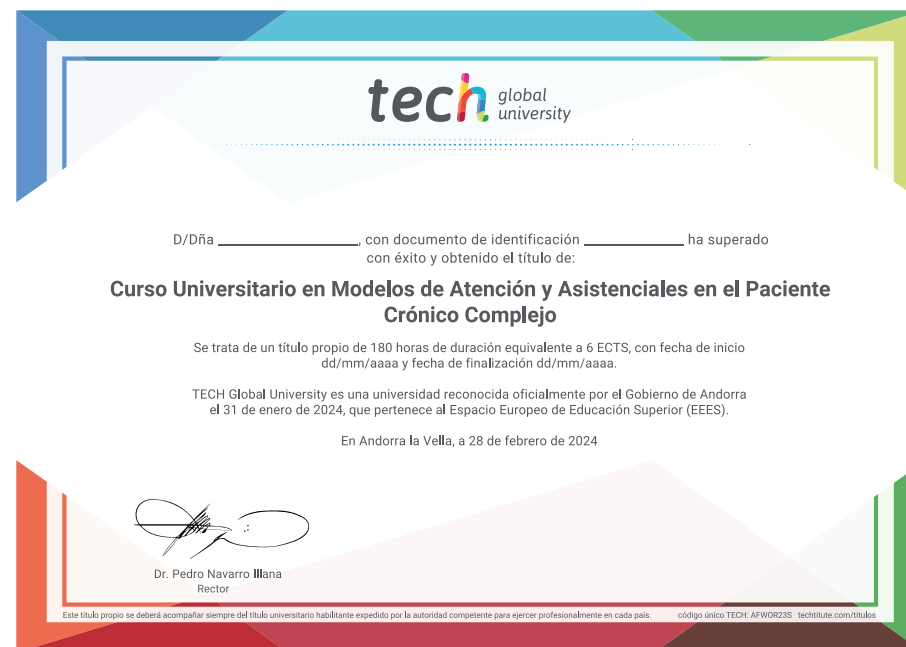 tech global university
D/Dña ______________, con documento de identificación __________ ha superado
con éxito y obtenido el título de:
Curso Universitario en Modelos de Atención y Asistenciales en el Paciente
Crónico Complejo
Se trata de un título propio de 180 horas de duración equivalente a 6 ECTS, con fecha de inicio
dd/mm/aaaa y fecha de finalización dd/mm/aaaa.
TECH Global University es una universidad reconocida oficialmente por el Gobierno de Andorra
el 31 de enero de 2024, que pertenece al Espacio Europeo de Educación Superior (EEES).
En Andorra la Vella, a 28 de febrero de 2024
Dr. Pedro Navarro Illana
Rector
Este título propio se deberá acompañar siempre del título universitario habilitante expedido por la autoridad competente para ejercer profesionalmente en cada país. código único TECH: AFWOR23S techtitute.com/titulos